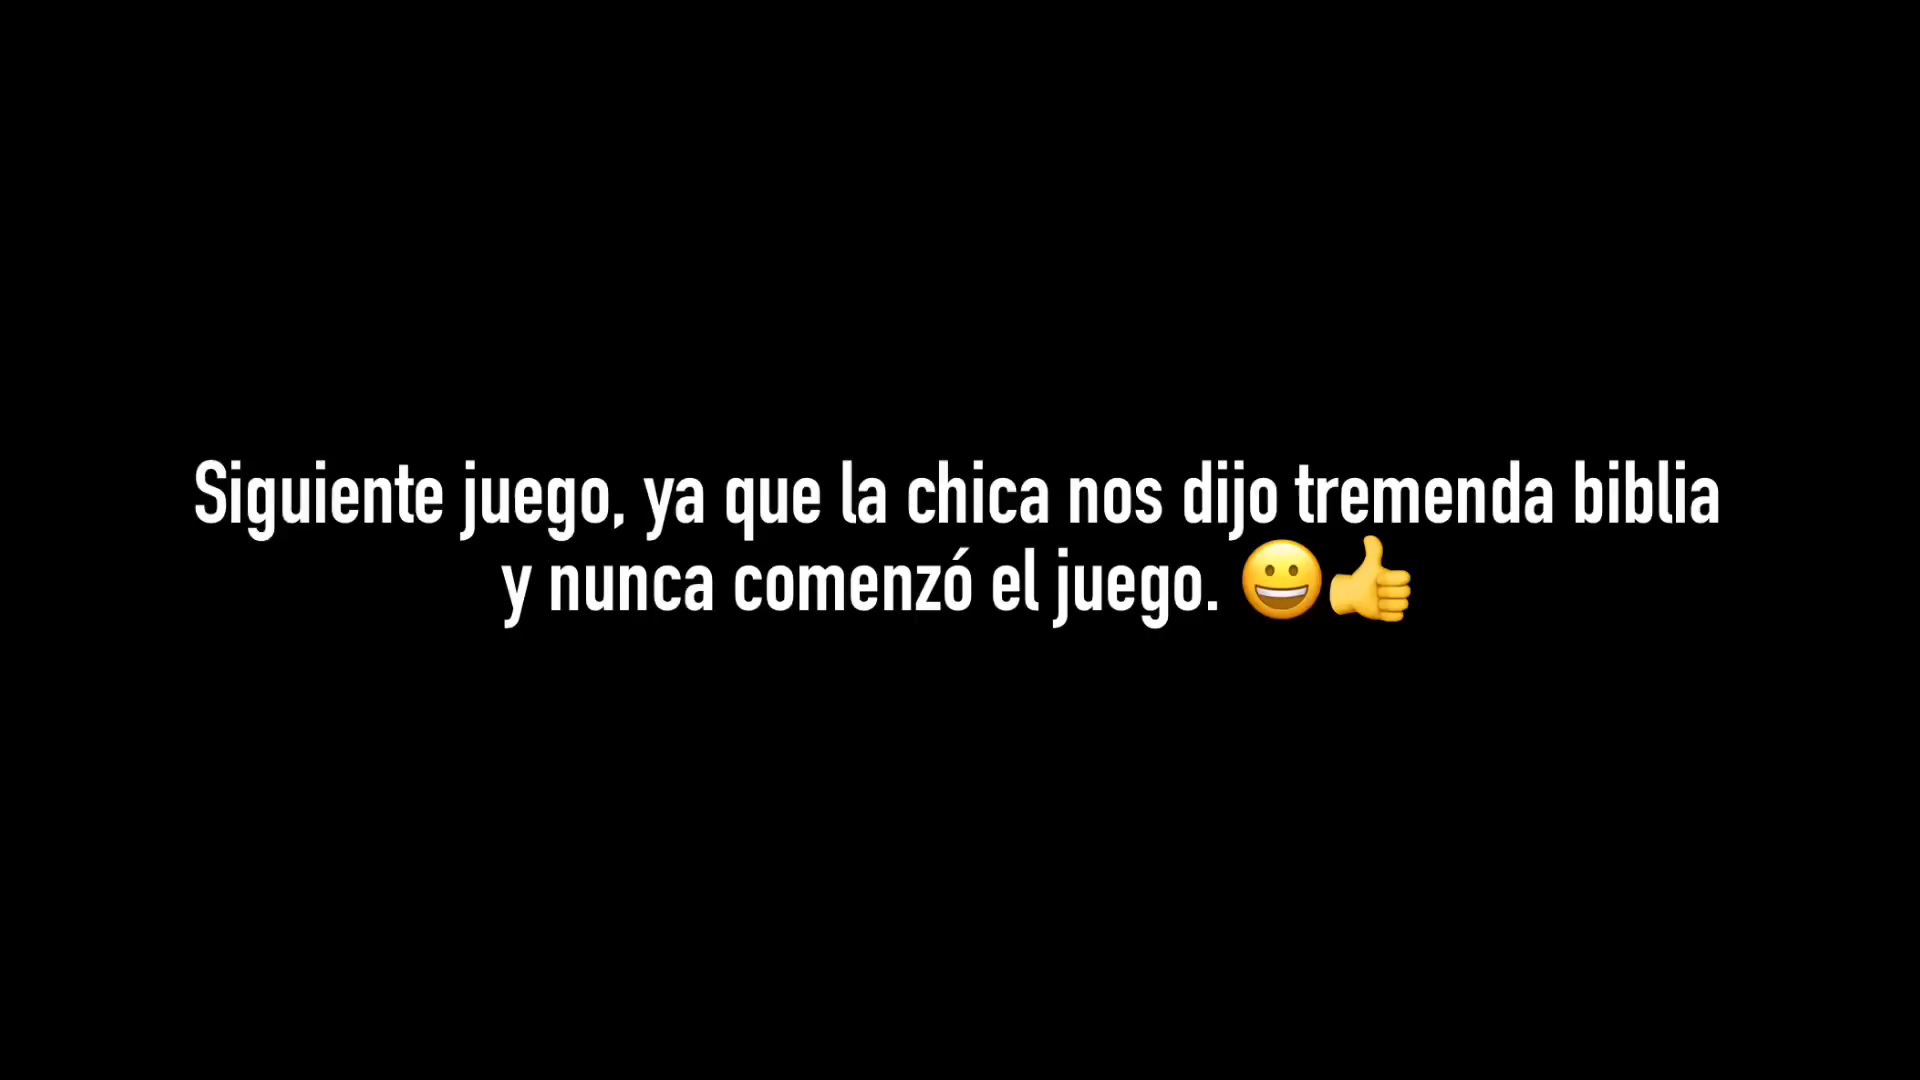 Siguiente juego, ya que la chica nos dijo tremenda biblia
y nunca comenzó el juego. 😀👍